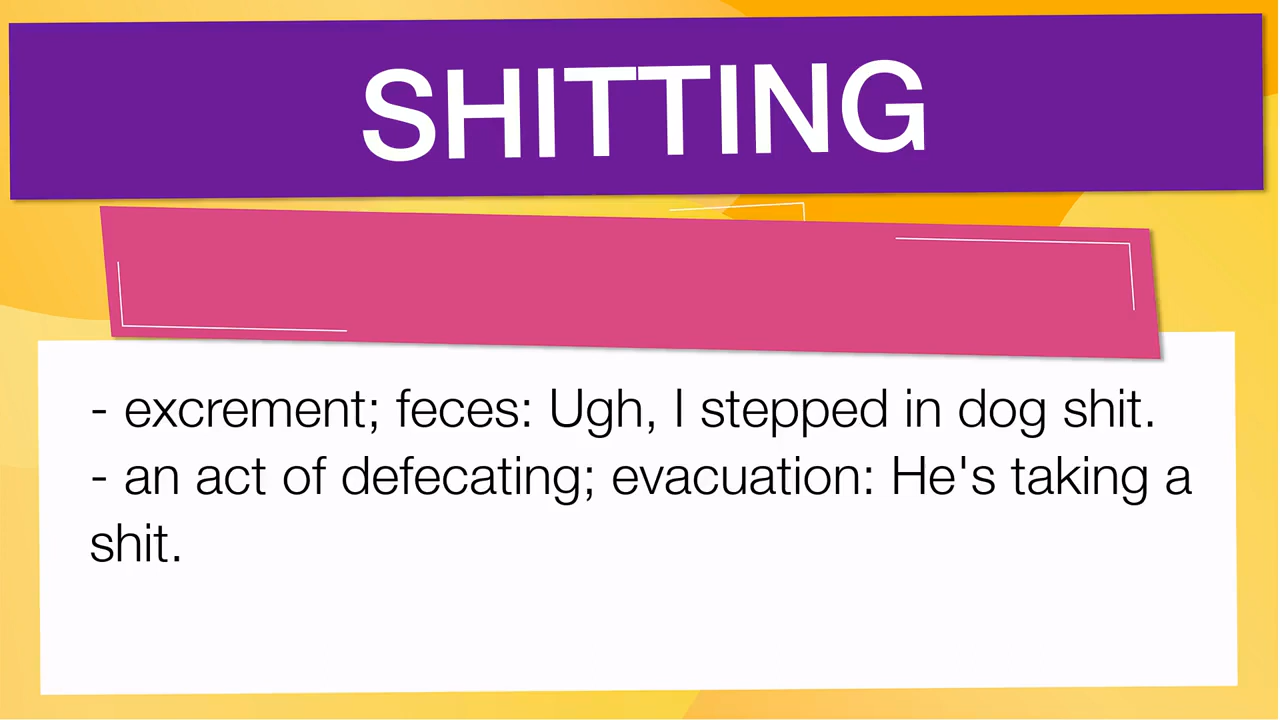 SHITTING
- excrement; feces: Ugh, I stepped in dog shit.
- an act of defecating; evacuation: He's taking a
shit.